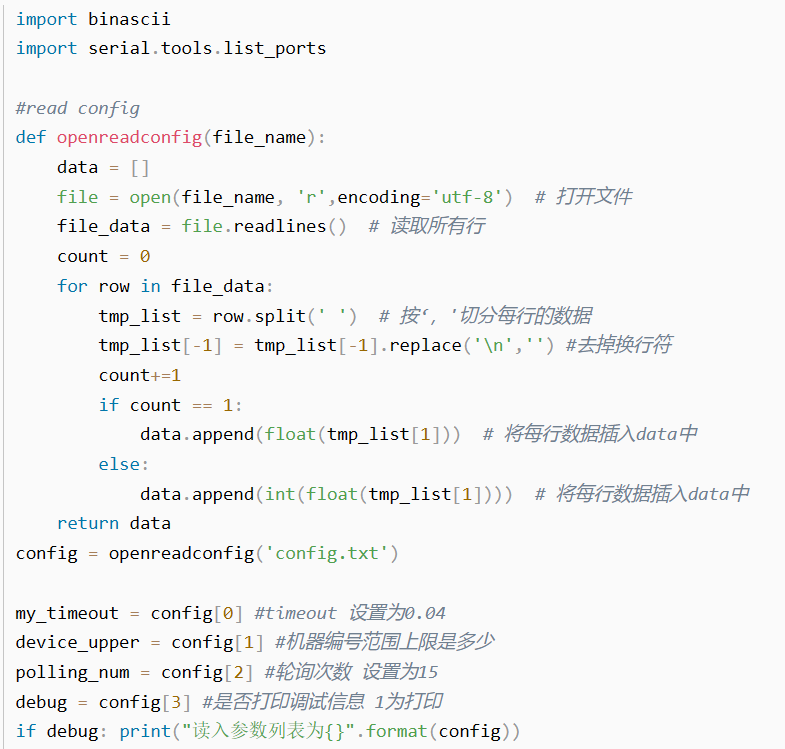 import binascii
import serial.tools.list_ports
#read config
def openreadconfig(file_name):
    data = []
    file = open(file_name, 'r',encoding='utf-8')  # 打开文件
    file_data = file.readlines()  # 读取所有行
    count = 0
    for row in file_data:
        tmp_list = row.split(' ')  # 按‘，'切分每行的数据
        tmp_list[-1] = tmp_list[-1].replace('\n','') #去掉换行符
        count+=1
        if count == 1:
            data.append(float(tmp_list[1]))  # 将每行数据插入data中
        else:
            data.append(int(float(tmp_list[1])))  # 将每行数据插入data中
    return data
config = openreadconfig('config.txt')
my_timeout = config[0] #timeout 设置为0.04
device_upper = config[1] #机器编号范围上限是多少
polling_num = config[2] #轮询次数 设置为15
debug = config[3] #是否打印调试信息 1为打印
if debug: print("读入参数列表为{}".format(config))